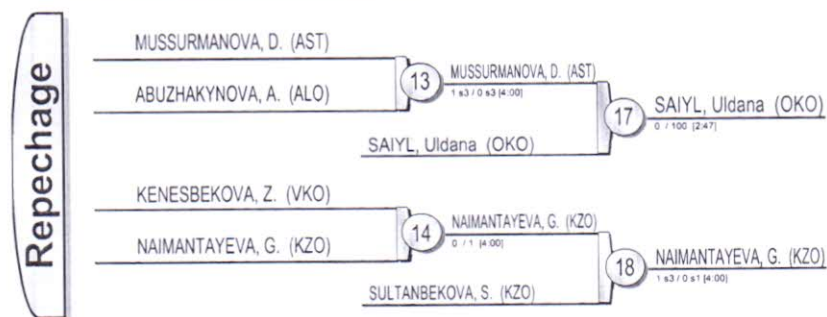 Repechage
MUSSURMANOVA, D. (AST)
ABUZHAKYNOVA, A. (ALO)
13
MUSSURMANOVA, D. (AST)
1 s3 / 0 s3 [4:00]
SAIYL, Uldana (OKO)
17
SAIYL, Uldana (OKO)
0 / 100 [2:47]
KENESBEKOVA, Z. (VKO)
NAIMANTAYEVA, G. (KZO)
14
NAIMANTAYEVA, G. (KZO)
0 / 1 [4:00]
SULTANBEKOVA, S. (KZO)
18
NAIMANTAYEVA, G. (KZO)
1 s3 / 0 s1 [4:00]